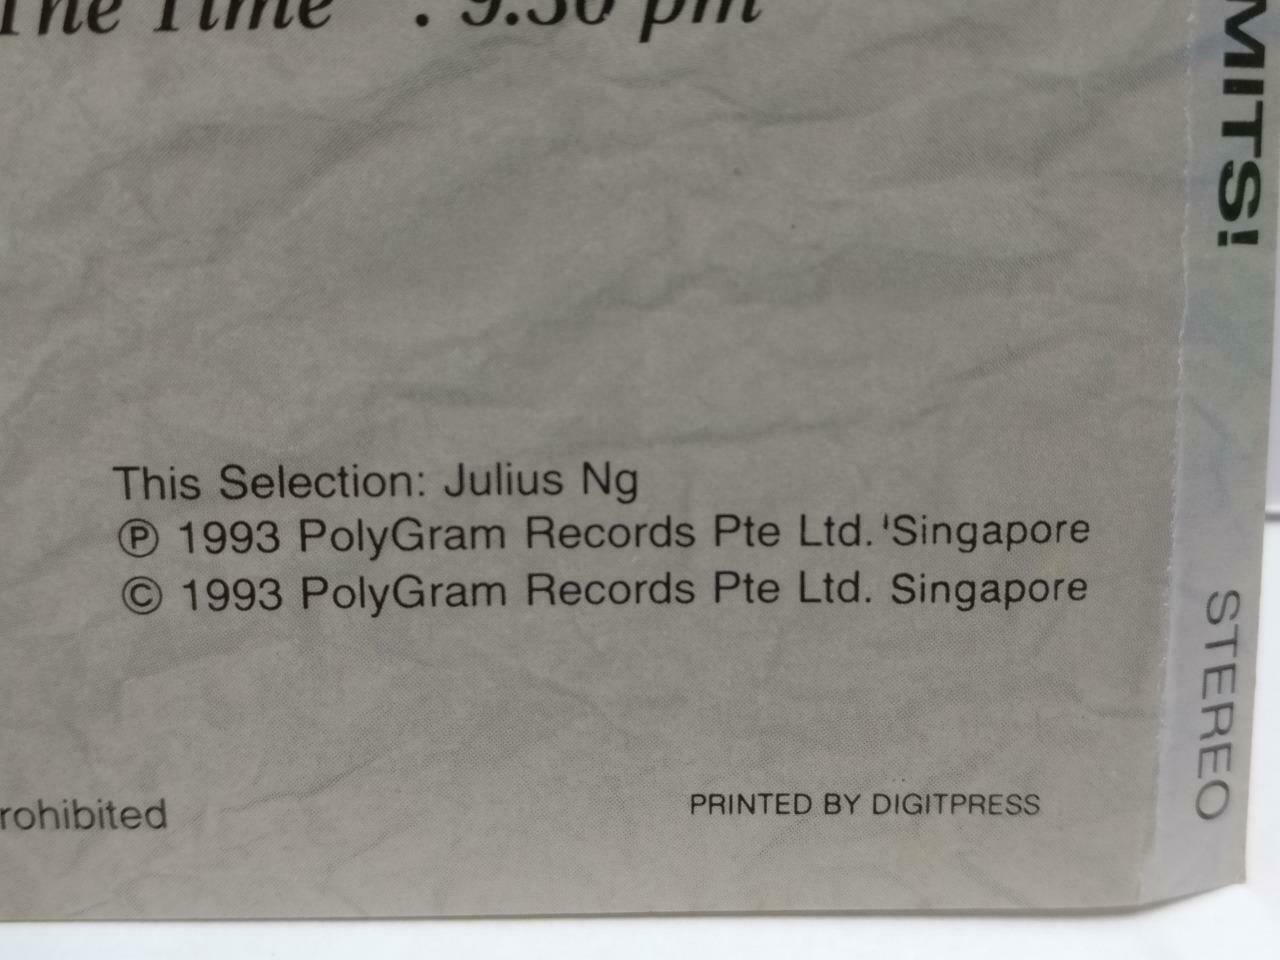 The Time : 9.30 pm
This Selection: Julius Ng
Ⓟ 1993 PolyGram Records Pte Ltd. 'Singapore
© 1993 PolyGram Records Pte Ltd. Singapore
rohibited
PRINTED BY DIGITPRESS
MITS!
STEREO